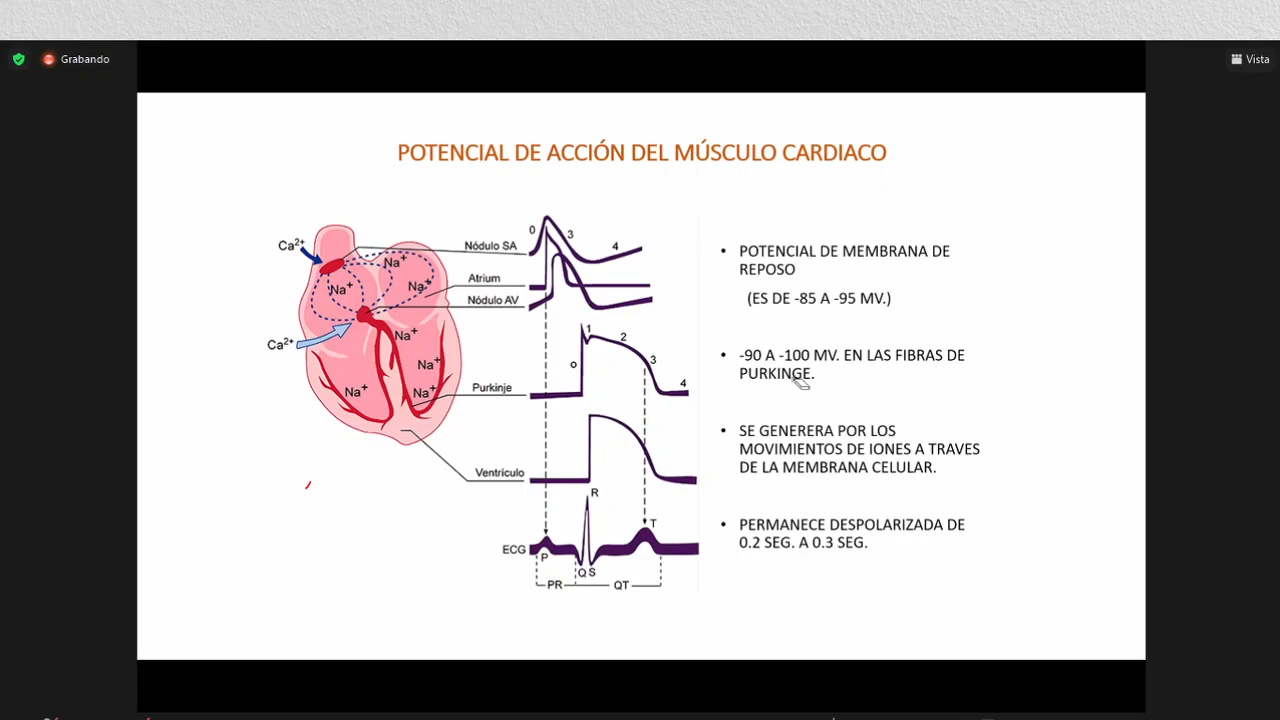 Grabando
Vista
POTENCIAL DE ACCIÓN DEL MÚSCULO CARDIACO
Ca2+
Na+
Na+
Na+
Ca2+
Na+
Na+
Na+
Na+
Nódulo SA
Atrium
Nódulo AV
Purkinje
Ventrículo
ECG
0
3
4
1
2
o
3
4
R
T
P
Q S
PR
QT
• POTENCIAL DE MEMBRANA DE
REPOSO
(ES DE -85 A -95 MV.)
• -90 A -100 MV. EN LAS FIBRAS DE
PURKINGE.
• SE GENERERA POR LOS
MOVIMIENTOS DE IONES A TRAVES
DE LA MEMBRANA CELULAR.
• PERMANECE DESPOLARIZADA DE
0.2 SEG. A 0.3 SEG.